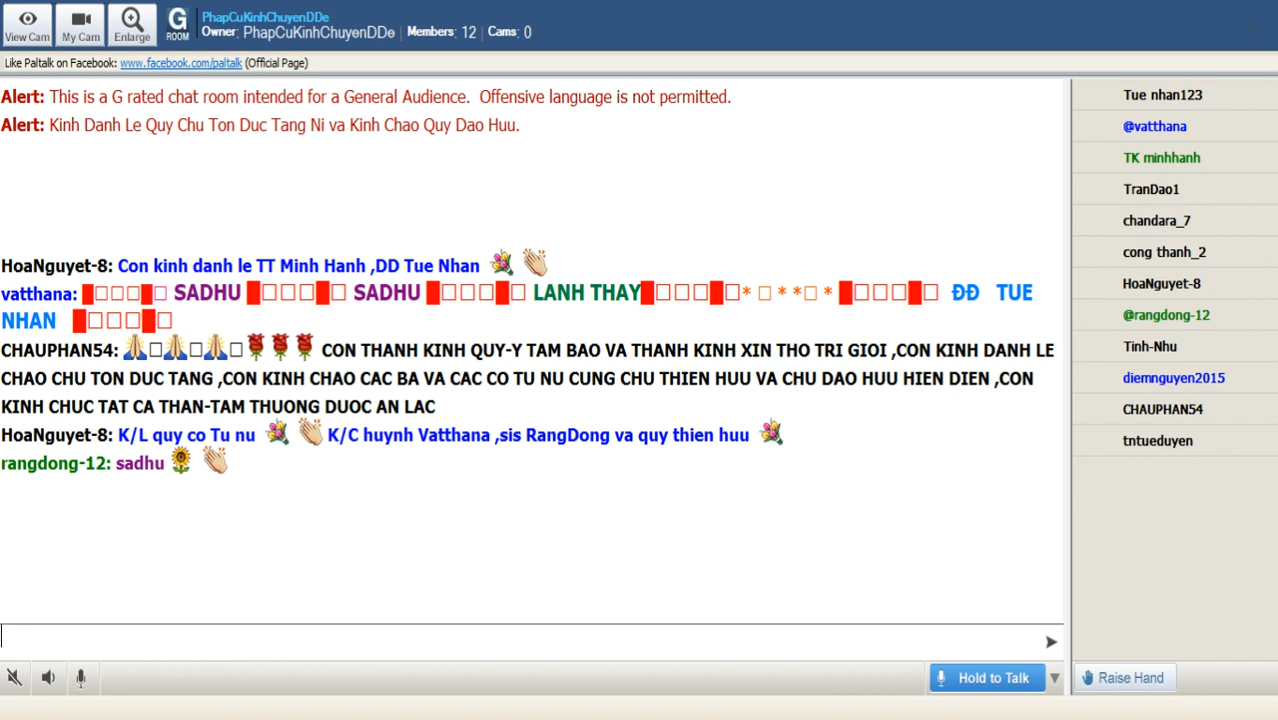 View Cam
My Cam
Enlarge
G
ROOM
PhapCuKinhChuyenDDe
Owner: PhapCuKinhChuyenDDe | Members: 12 | Cams: 0
Like Paltalk on Facebook: www.facebook.com/paltalk (Official Page)
Alert: This is a G rated chat room intended for a General Audience. Offensive language is not permitted.
Alert: Kinh Danh Le Quy Chu Ton Duc Tang Ni va Kinh Chao Quy Dao Huu.
HoaNguyet-8: Con kinh danh le TT Minh Hanh ,DD Tue Nhan
vatthana: SADHU SADHU LANH THAY * * * * ĐĐ TUE
NHAN
CHAUPHAN54: CON THANH KINH QUY-Y TAM BAO VA THANH KINH XIN THO TRI GIOI ,CON KINH DANH LE
CHAO CHU TON DUC TANG ,CON KINH CHAO CAC BA VA CAC CO TU NU CUNG CHU THIEN HUU VA CHU DAO HUU HIEN DIEN ,CON
KINH CHUC TAT CA THAN-TAM THUONG DUOC AN LAC
HoaNguyet-8: K/L quy co Tu nu K/C huynh Vatthana ,sis RangDong va quy thien huu
rangdong-12: sadhu
Hold to Talk
Tue nhan123
@vatthana
TK minhhanh
TranDao1
chandara_7
cong thanh_2
HoaNguyet-8
@rangdong-12
Tinh-Nhu
diemnguyen2015
CHAUPHAN54
tntueduyen
Raise Hand